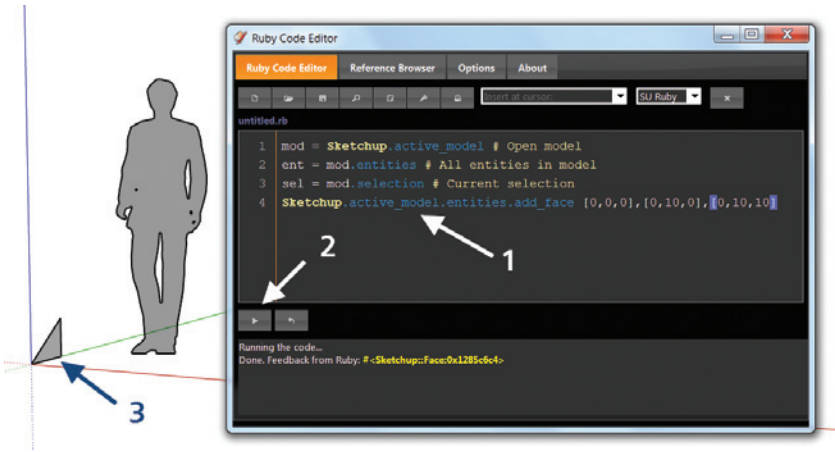 Ruby Code Editor
Ruby Code Editor Reference Browser Options About
Insert at cursor: SU Ruby x
untitled.rb
1 mod = Sketchup.active_model # Open model
2 ent = mod.entities # All entities in model
3 sel = mod.selection # Current selection
4 Sketchup.active_model.entities.add_face [0,0,0],[0,10,0],[0,10,10]
2
1
Running the code...
Done. Feedback from Ruby: #<Sketchup::Face:0x1285c6c4>
3